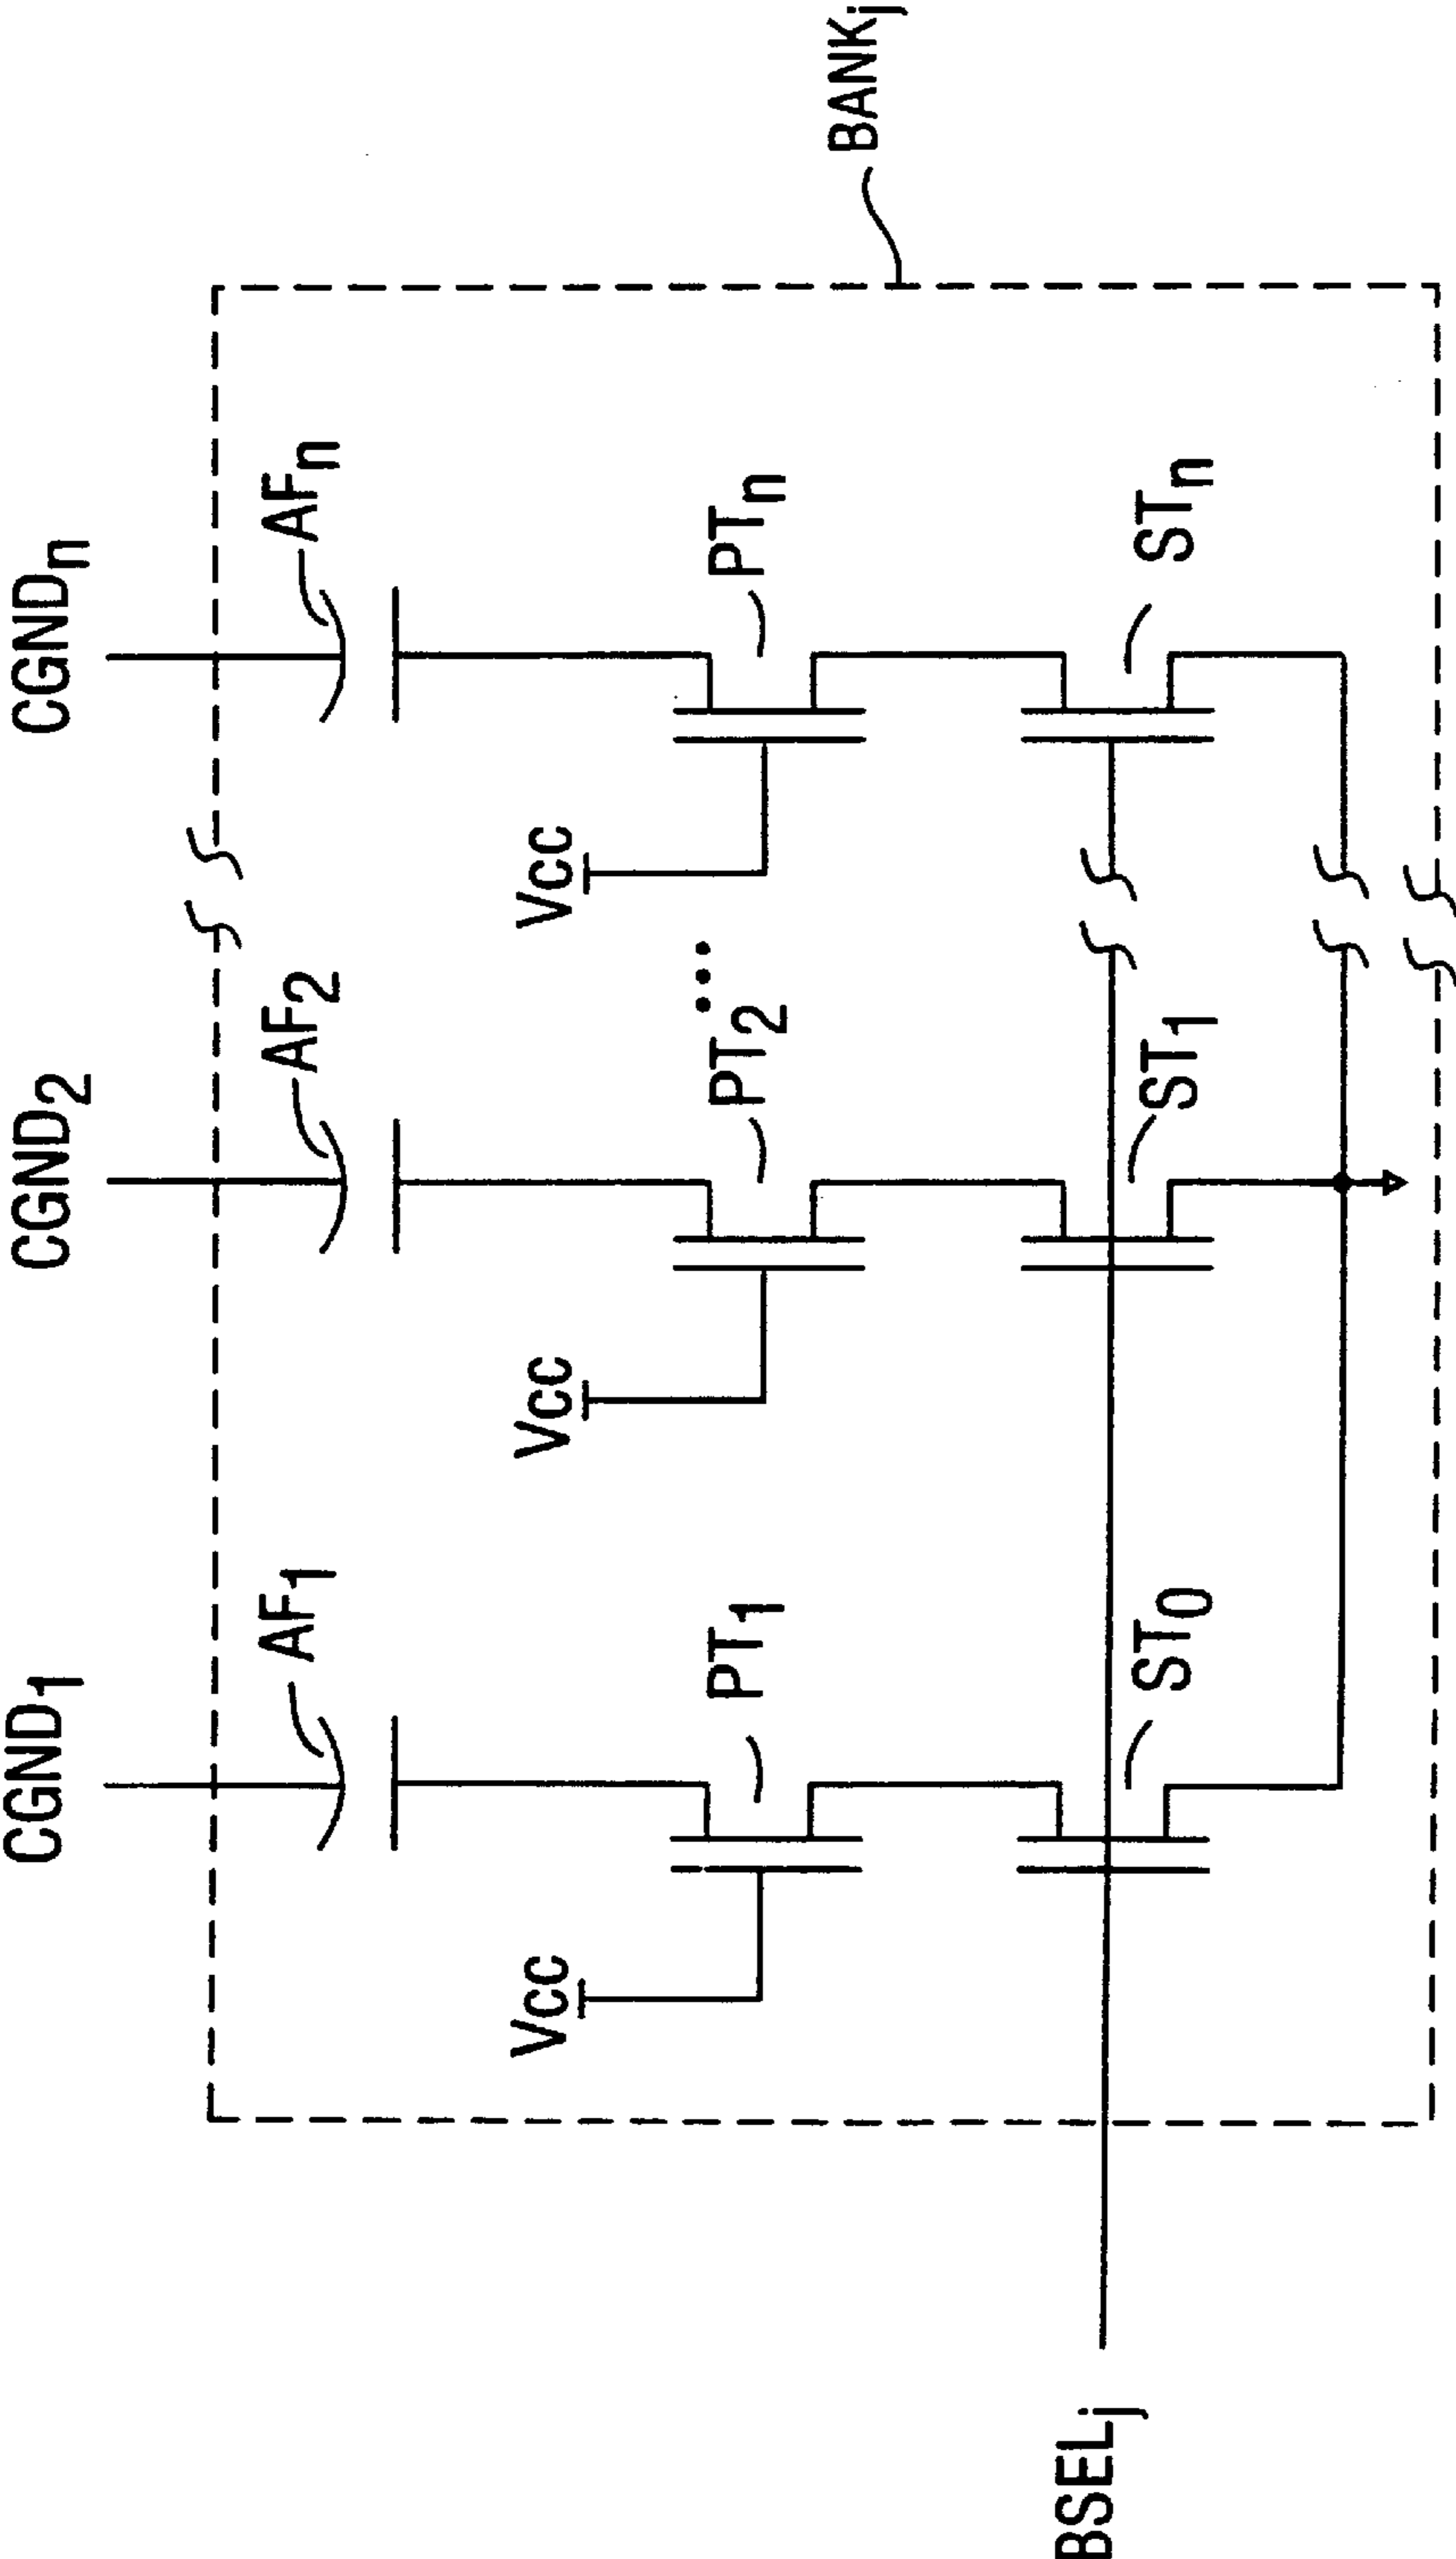 CGND1 CGND2 CGNDn
AF1 AF2 AFn
BANKj
Vcc Vcc Vcc
PT1 PT2 ... PTn
BSELj
ST0 ST1 STn